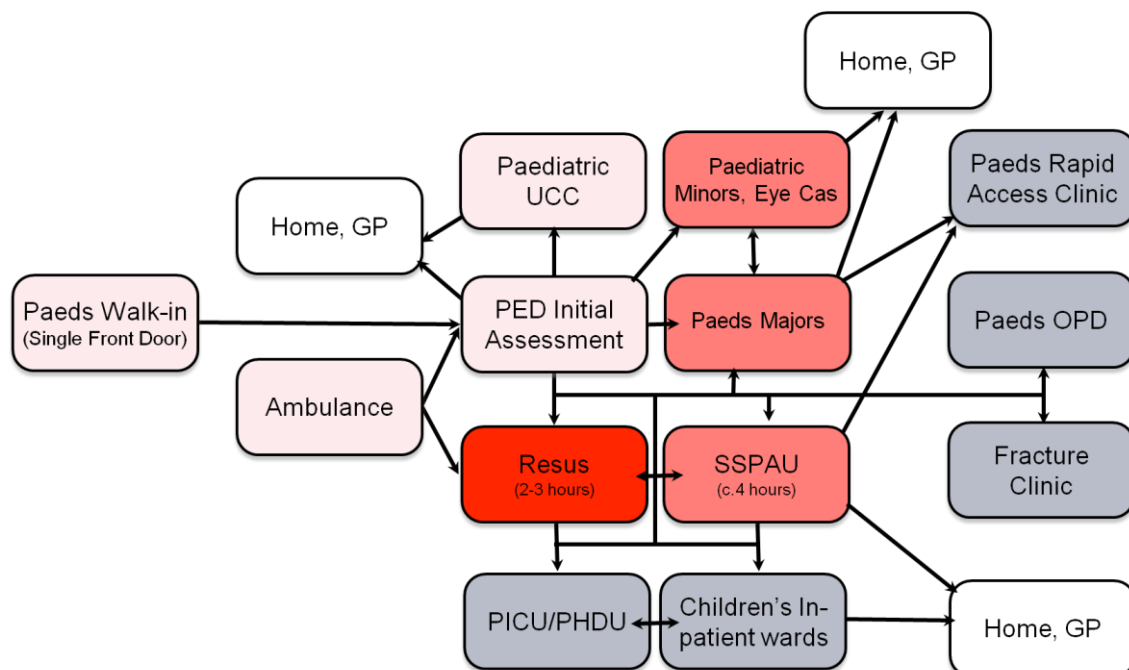 Home, GP
Paediatric
UCC
Paediatric
Minors, Eye Cas
Paeds Rapid
Access Clinic
Home, GP
Paeds Walk-in
(Single Front Door)
PED Initial
Assessment
Paeds Majors
Paeds OPD
Ambulance
Resus
(2-3 hours)
SSPAU
(c.4 hours)
Fracture
Clinic
PICU/PHDU
Children’s In-
patient wards
Home, GP